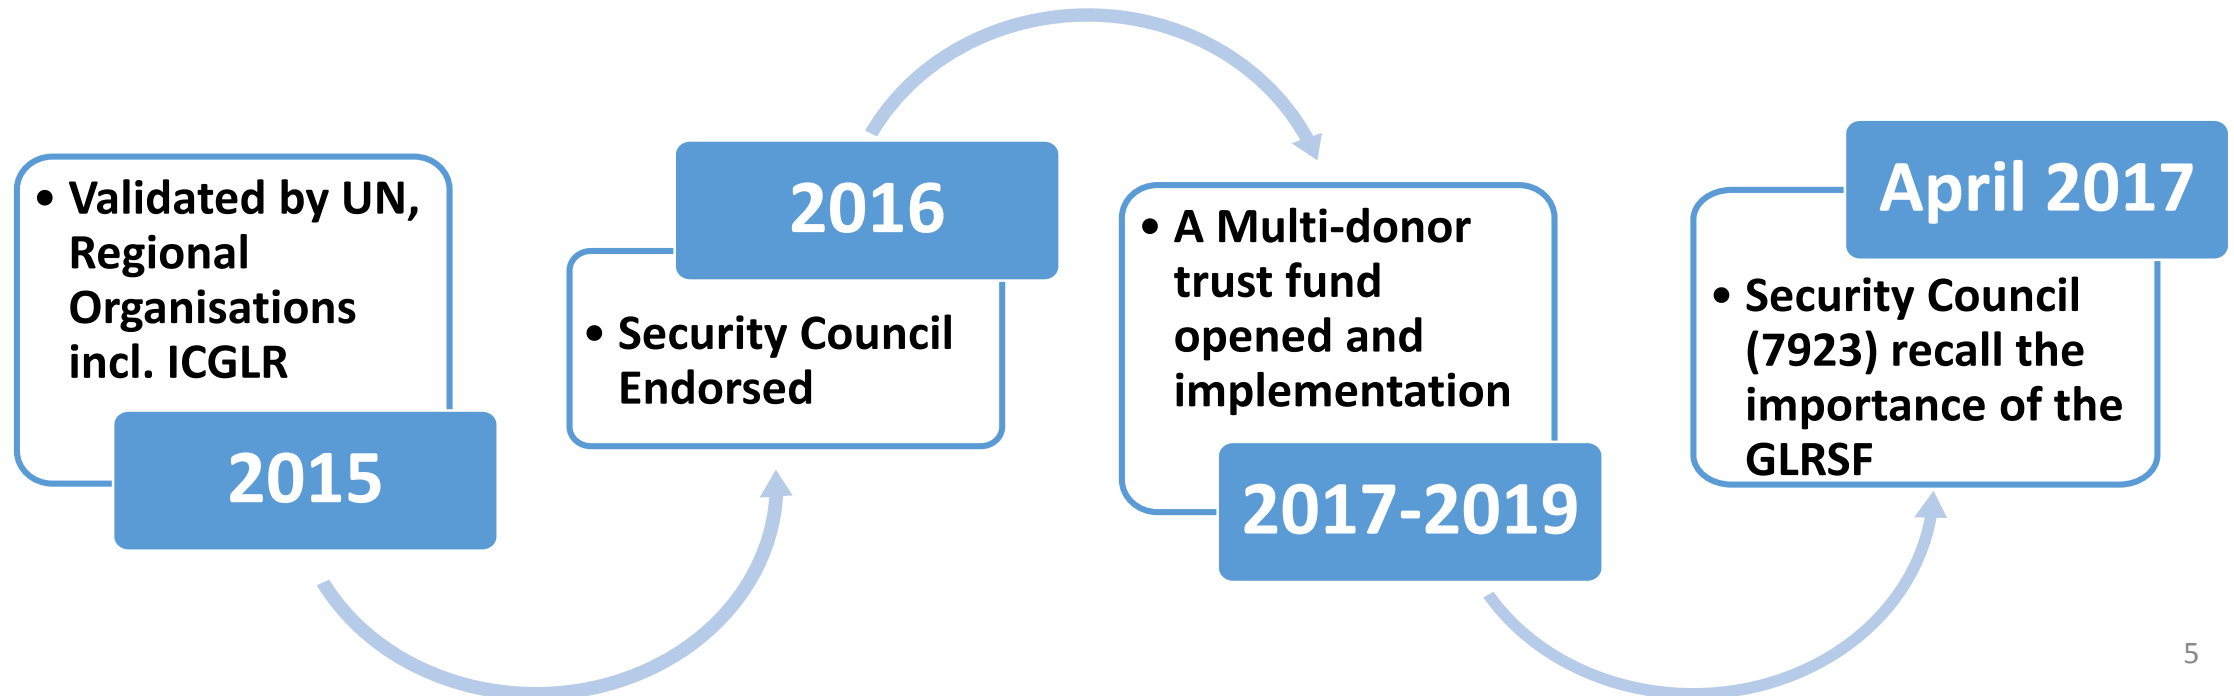 • Validated by UN,
Regional
Organisations
incl. ICGLR
2015
2016
• Security Council
Endorsed
• A Multi-donor
trust fund
opened and
implementation
2017-2019
April 2017
• Security Council
(7923) recall the
importance of the
GLRSF
5